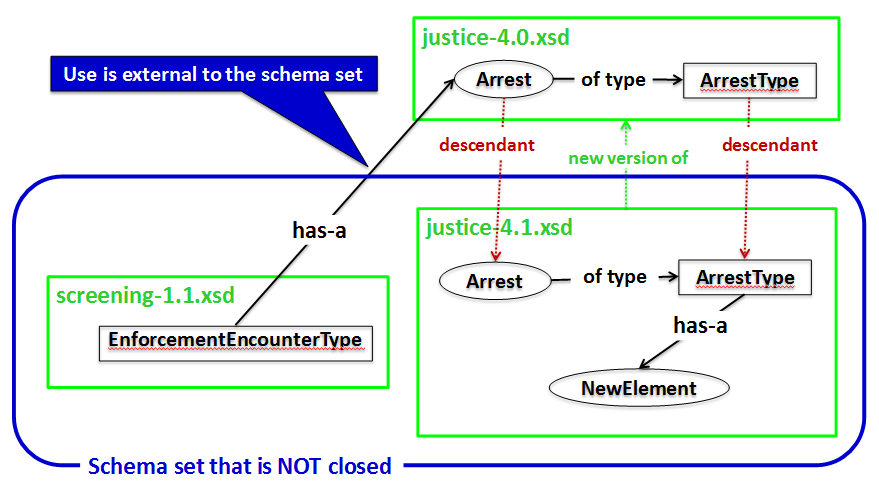 justice-4.0.xsd
Use is external to the schema set
Arrest
of type
ArrestType
descendant
new version of
descendant
has-a
justice-4.1.xsd
Arrest
of type
ArrestType
screening-1.1.xsd
has-a
EnforcementEncounterType
NewElement
Schema set that is NOT closed